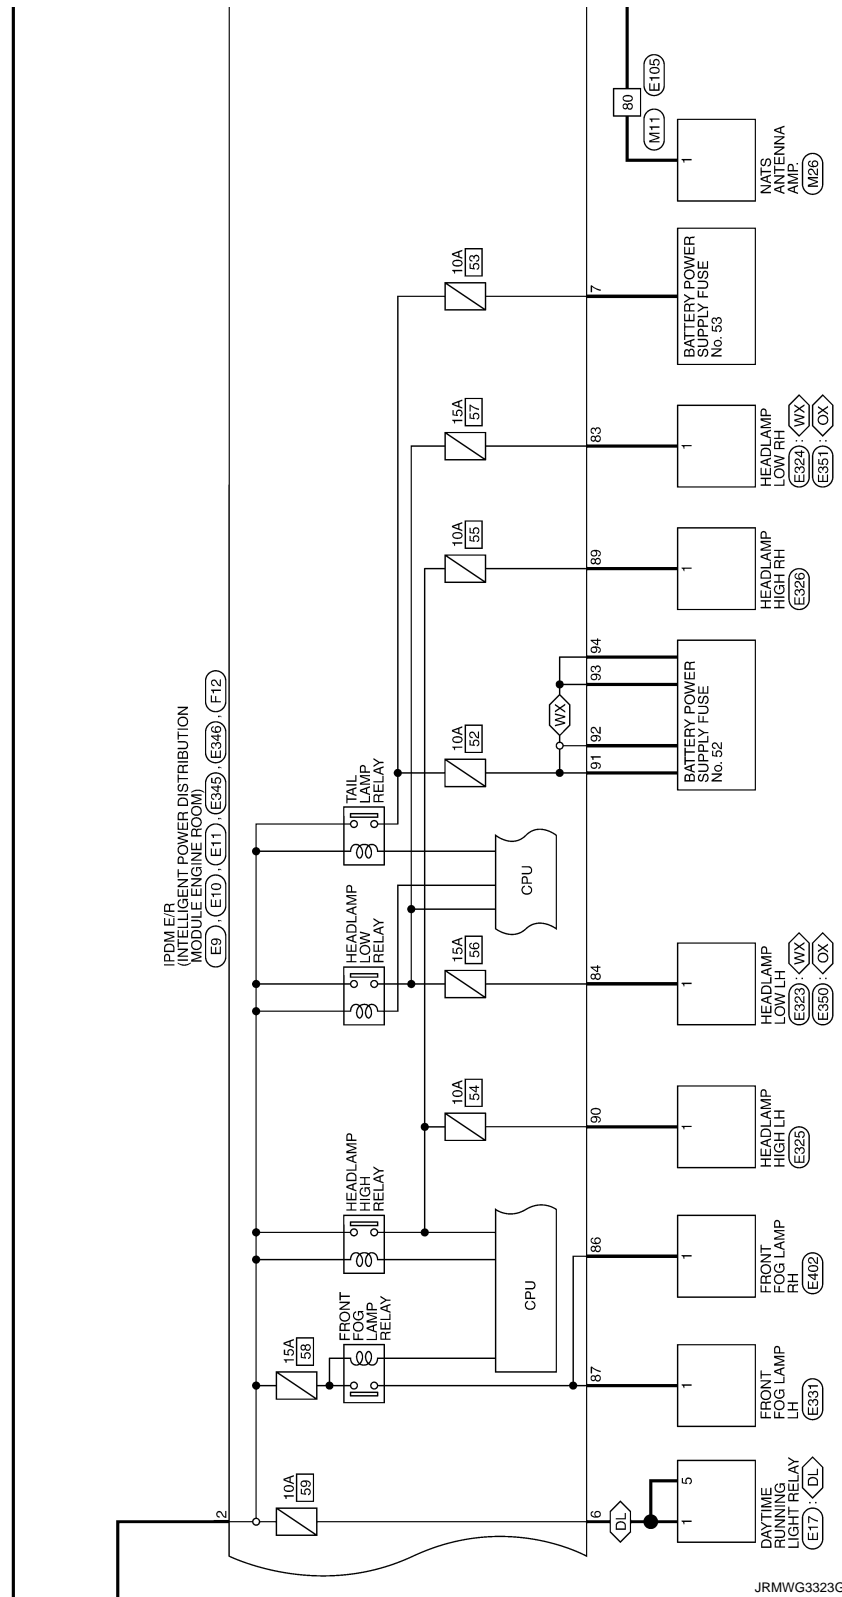 E105
80
M11
1
NATS
ANTENNA
AMP.
M26
10A
53
7
BATTERY POWER
SUPPLY FUSE
No. 53
15A
57
83
1
HEADLAMP
LOW RH
E324 : WX
E351 : OX
10A
55
89
1
HEADLAMP
HIGH RH
E326
94
93
WX
92
91
10A
52
BATTERY POWER
SUPPLY FUSE
No. 52
IPDM E/R
(INTELLIGENT POWER DISTRIBUTION
MODULE ENGINE ROOM)
E9 , E10 , E11 , E345 , E346 , F12
TAIL
LAMP
RELAY
CPU
HEADLAMP
LOW
RELAY
15A
56
84
1
HEADLAMP
LOW LH
E323 : WX
E350 : OX
10A
54
90
1
HEADLAMP
HIGH LH
E325
HEADLAMP
HIGH
RELAY
CPU
86
1
FRONT
FOG LAMP
RH
E402
15A
58
FRONT
FOG
LAMP
RELAY
87
1
FRONT
FOG LAMP
LH
E331
2
10A
59
6
DL
5
1
DAYTIME
RUNNING
LIGHT RELAY
E17 : DL
JRMWG3323G